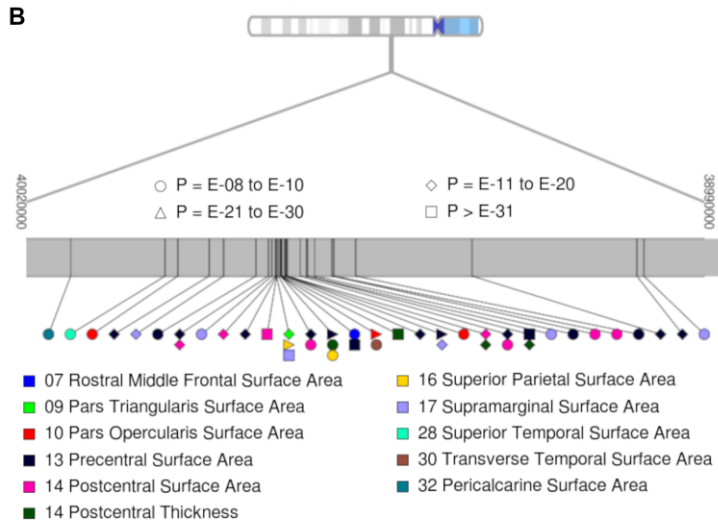 B
40020000
38990000
P = E-08 to E-10
P = E-11 to E-20
P = E-21 to E-30
P > E-31
07 Rostral Middle Frontal Surface Area
09 Pars Triangularis Surface Area
10 Pars Opercularis Surface Area
13 Precentral Surface Area
14 Postcentral Surface Area
14 Postcentral Thickness
16 Superior Parietal Surface Area
17 Supramarginal Surface Area
28 Superior Temporal Surface Area
30 Transverse Temporal Surface Area
32 Pericalcarine Surface Area